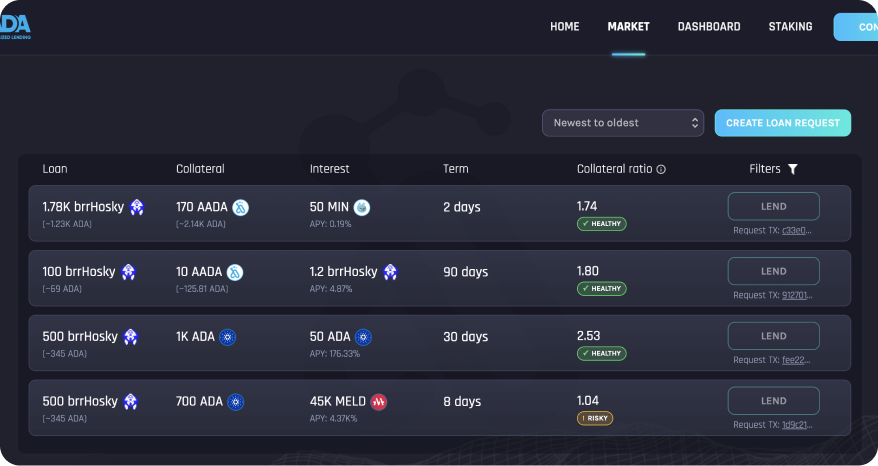 ADA HOME MARKET DASHBOARD STAKING
Newest to oldest CREATE LOAN REQUEST
Loan Collateral Interest Term Collateral ratio Filters
1.78K brrHosky 170 AADA 50 MIN 2 days 1.74 LEND
(~1.23K ADA) (~2.14K ADA) APY: 0.19% ✓ HEALTHY Request TX: c33e0...
100 brrHosky 10 AADA 1.2 brrHosky 90 days 1.80 LEND
(~69 ADA) (~125.81 ADA) APY: 4.87% ✓ HEALTHY Request TX: 912701...
500 brrHosky 1K ADA 50 ADA 30 days 2.53 LEND
(~345 ADA) APY: 176.33% ✓ HEALTHY Request TX: fee22...
500 brrHosky 700 ADA 45K MELD 8 days 1.04 LEND
(~345 ADA) APY: 4.37K% ! RISKY Request TX: 1d9c21...